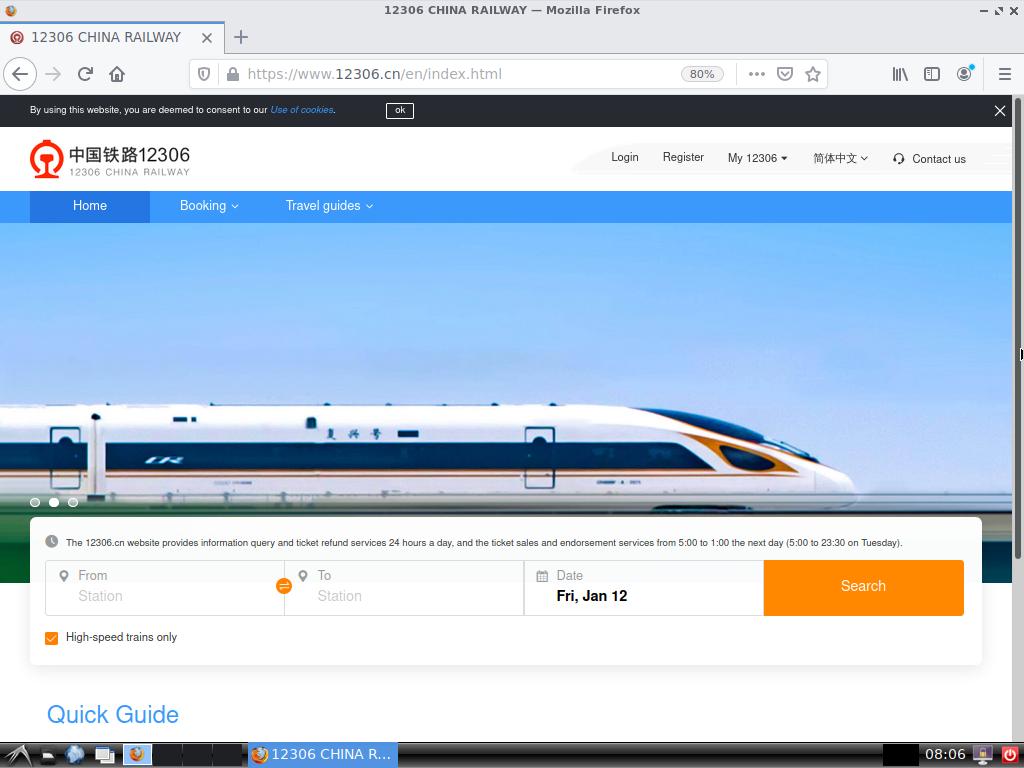 12306 CHINA RAILWAY — Mozilla Firefox
12306 CHINA RAILWAY
https://www.12306.cn/en/index.html
80%
By using this website, you are deemed to consent to our Use of cookies.
ok
中国铁路12306
12306 CHINA RAILWAY
Login
Register
My 12306
简体中文
Contact us
Home
Booking
Travel guides
复兴号
CR
The 12306.cn website provides information query and ticket refund services 24 hours a day, and the ticket sales and endorsement services from 5:00 to 1:00 the next day (5:00 to 23:30 on Tuesday).
From
Station
To
Station
Date
Fri, Jan 12
Search
High-speed trains only
Quick Guide
12306 CHINA R...
08:06